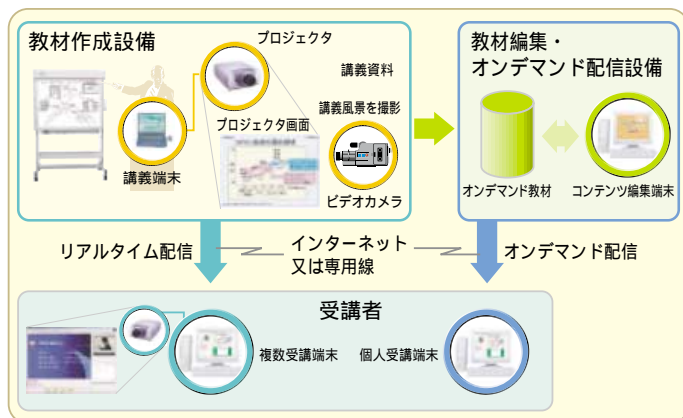 教材作成設備
プロジェクタ
講義資料
講義風景を撮影
プロジェクタ画面
講義端末
ビデオカメラ
教材編集・
オンデマンド配信設備
オンデマンド教材
コンテンツ編集端末
リアルタイム配信
インターネット
又は専用線
オンデマンド配信
受講者
複数受講端末
個人受講端末